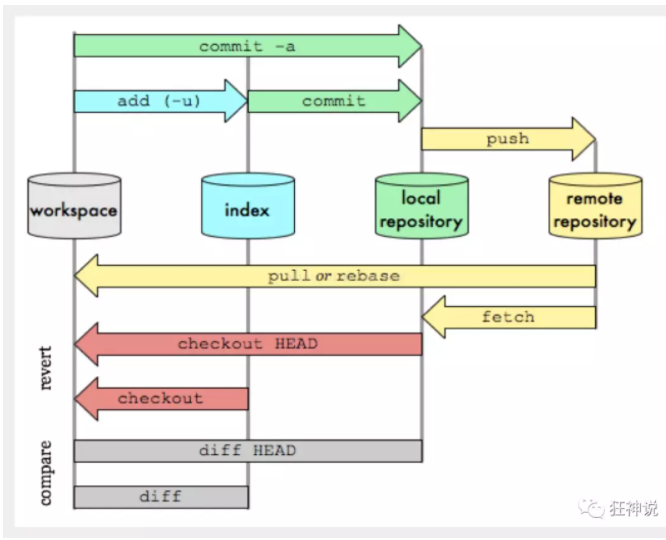 commit -a
add (-u)
commit
push
workspace
index
local
repository
remote
repository
pull or rebase
fetch
revert
checkout HEAD
checkout
compare
diff HEAD
diff
狂神说